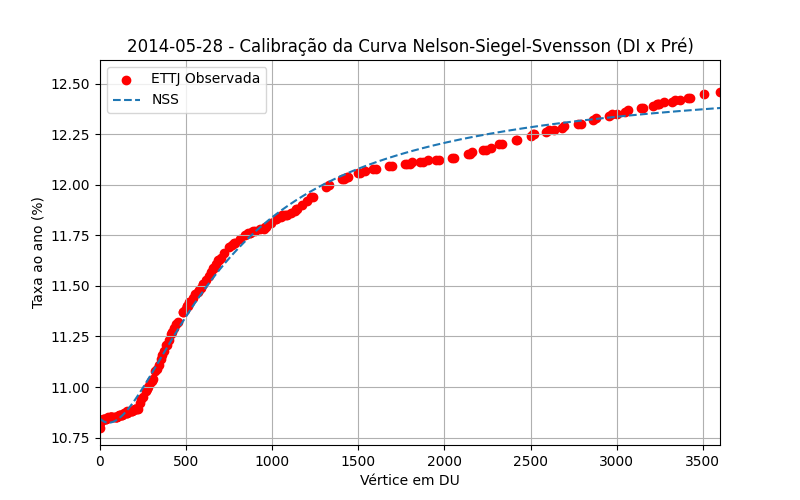 2014-05-28 - Calibração da Curva Nelson-Siegel-Svensson (DI x Pré)
ETTJ Observada
NSS
Taxa ao ano (%)
12.50
12.25
12.00
11.75
11.50
11.25
11.00
10.75
0 500 1000 1500 2000 2500 3000 3500
Vértice em DU